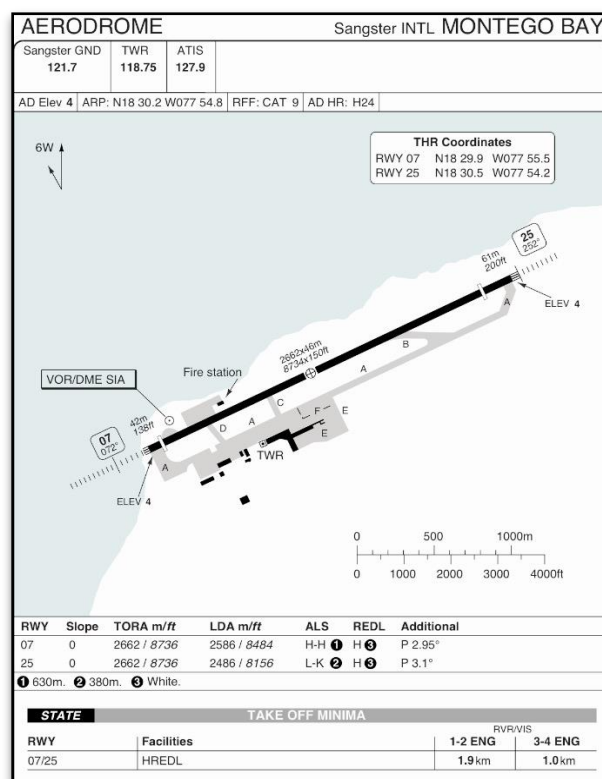 AERODROME Sangster INTL MONTEGO BAY
Sangster GND TWR ATIS
121.7 118.75 127.9
AD Elev 4 ARP: N18 30.2 W077 54.8 RFF: CAT 9 AD HR: H24
6W
THR Coordinates
RWY 07 N18 29.9 W077 55.5
RWY 25 N18 30.5 W077 54.2
25
252°
61m
200ft
ELEV 4
A
B
2662x46m
8734x150ft
A
Fire station
VOR/DME SIA
C
F E
42m
138ft
D A
E
07
072°
TWR
A
ELEV 4
0 500 1000m
0 1000 2000 3000 4000ft
RWY Slope TORA m/ft LDA m/ft ALS REDL Additional
07 0 2662 / 8736 2586 / 8484 H-H ❶ H ❸ P 2.95°
25 0 2662 / 8736 2486 / 8156 L-K ❷ H ❸ P 3.1°
❶ 630m. ❷ 380m. ❸ White.
STATE TAKE OFF MINIMA
RVR/VIS
RWY Facilities 1-2 ENG 3-4 ENG
07/25 HREDL 1.9km 1.0km